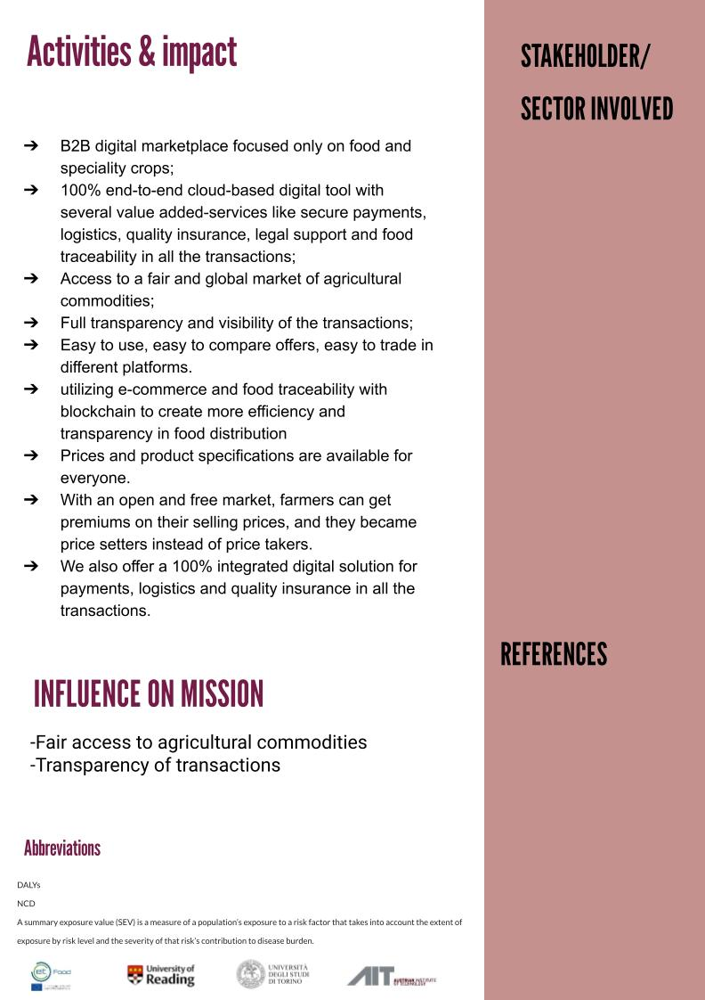 Activities & impact
➔ B2B digital marketplace focused only on food and
speciality crops;
➔ 100% end-to-end cloud-based digital tool with
several value added-services like secure payments,
logistics, quality insurance, legal support and food
traceability in all the transactions;
➔ Access to a fair and global market of agricultural
commodities;
➔ Full transparency and visibility of the transactions;
➔ Easy to use, easy to compare offers, easy to trade in
different platforms.
➔ utilizing e-commerce and food traceability with
blockchain to create more efficiency and
transparency in food distribution
➔ Prices and product specifications are available for
everyone.
➔ With an open and free market, farmers can get
premiums on their selling prices, and they became
price setters instead of price takers.
➔ We also offer a 100% integrated digital solution for
payments, logistics and quality insurance in all the
transactions.
INFLUENCE ON MISSION
-Fair access to agricultural commodities
-Transparency of transactions
Abbreviations
DALYs
NCD
A summary exposure value (SEV) is a measure of a population's exposure to a risk factor that takes into account the extent of
exposure by risk level and the severity of that risk's contribution to disease burden.
eit Food
University of
Reading
UNIVERSITÀ
DEGLI STUDI
DI TORINO
AIT AUSTRIAN INSTITUTE
OF TECHNOLOGY
STAKEHOLDER/
SECTOR INVOLVED
REFERENCES